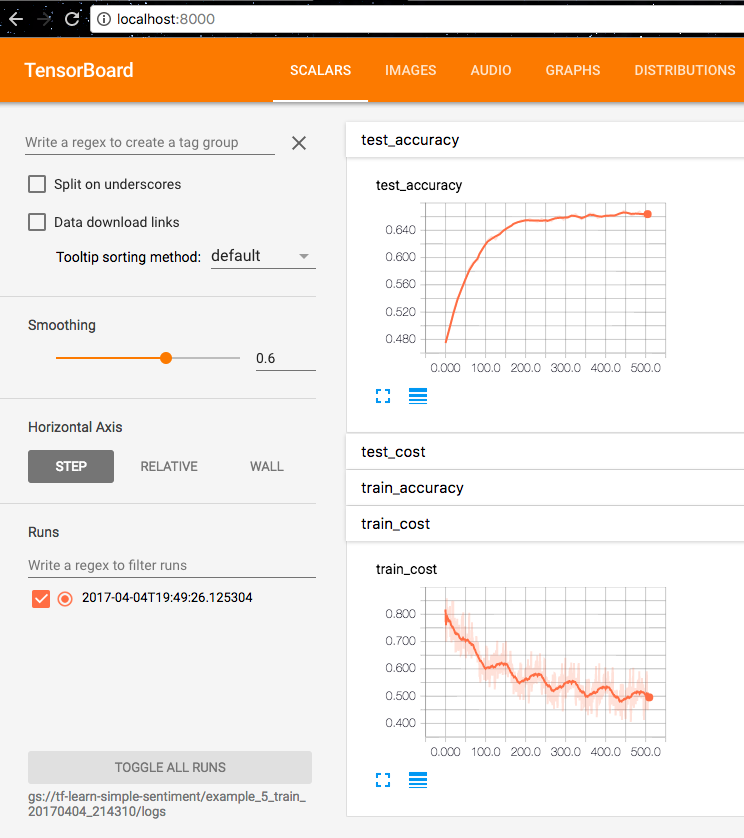 localhost:8000
TensorBoard
SCALARS IMAGES AUDIO GRAPHS DISTRIBUTIONS
Write a regex to create a tag group
Split on underscores
Data download links
Tooltip sorting method: default
Smoothing
0.6
Horizontal Axis
STEP RELATIVE WALL
Runs
Write a regex to filter runs
2017-04-04T19:49:26.125304
TOGGLE ALL RUNS
gs://tf-learn-simple-sentiment/example_5_train_
20170404_214310/logs
test_accuracy
test_accuracy
0.640
0.600
0.560
0.520
0.480
0.000 100.0 200.0 300.0 400.0 500.0
test_cost
train_accuracy
train_cost
train_cost
0.800
0.700
0.600
0.500
0.400
0.000 100.0 200.0 300.0 400.0 500.0